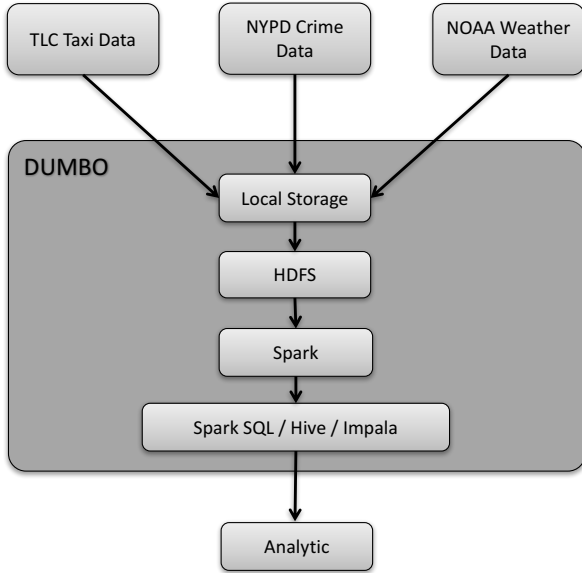 TLC Taxi Data
NYPD Crime
Data
NOAA Weather
Data
DUMBO
Local Storage
HDFS
Spark
Spark SQL / Hive / Impala
Analytic